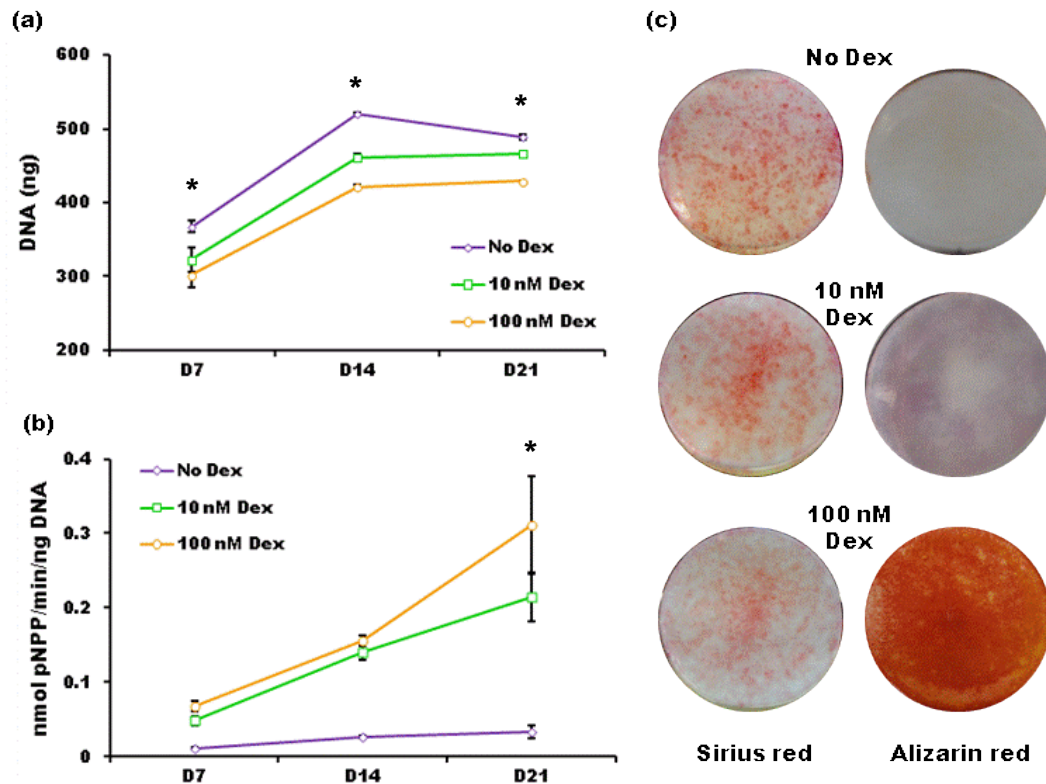 (a)
600
500
400
300
200
DNA (ng)
*
*
*
No Dex
10 nM Dex
100 nM Dex
D7
D14
D21
(b)
0.4
0.3
0.2
0.1
0
nmol pNPP/min/ng DNA
No Dex
10 nM Dex
100 nM Dex
*
D7
D14
D21
(c)
No Dex
10 nM
Dex
100 nM
Dex
Sirius red
Alizarin red